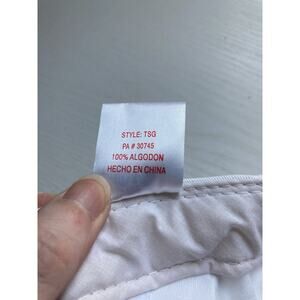 STYLE: TSG
PA # 30745
100% ALGODON
HECHO EN CHINA